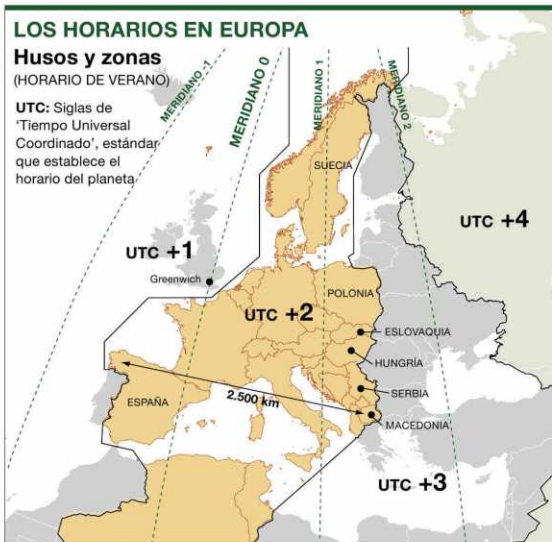 LOS HORARIOS EN EUROPA
Husos y zonas
(HORARIO DE VERANO)
UTC: Siglas de
'Tiempo Universal
Coordinado', estándar
que establece el
horario del planeta
MERIDIANO -1
MERIDIANO 0
MERIDIANO 1
MERIDIANO 2
SUECIA
UTC +4
UTC +1
Greenwich
POLONIA
UTC +2
ESLOVAQUIA
HUNGRÍA
2.500 km
SERBIA
ESPAÑA
MACEDONIA
UTC +3